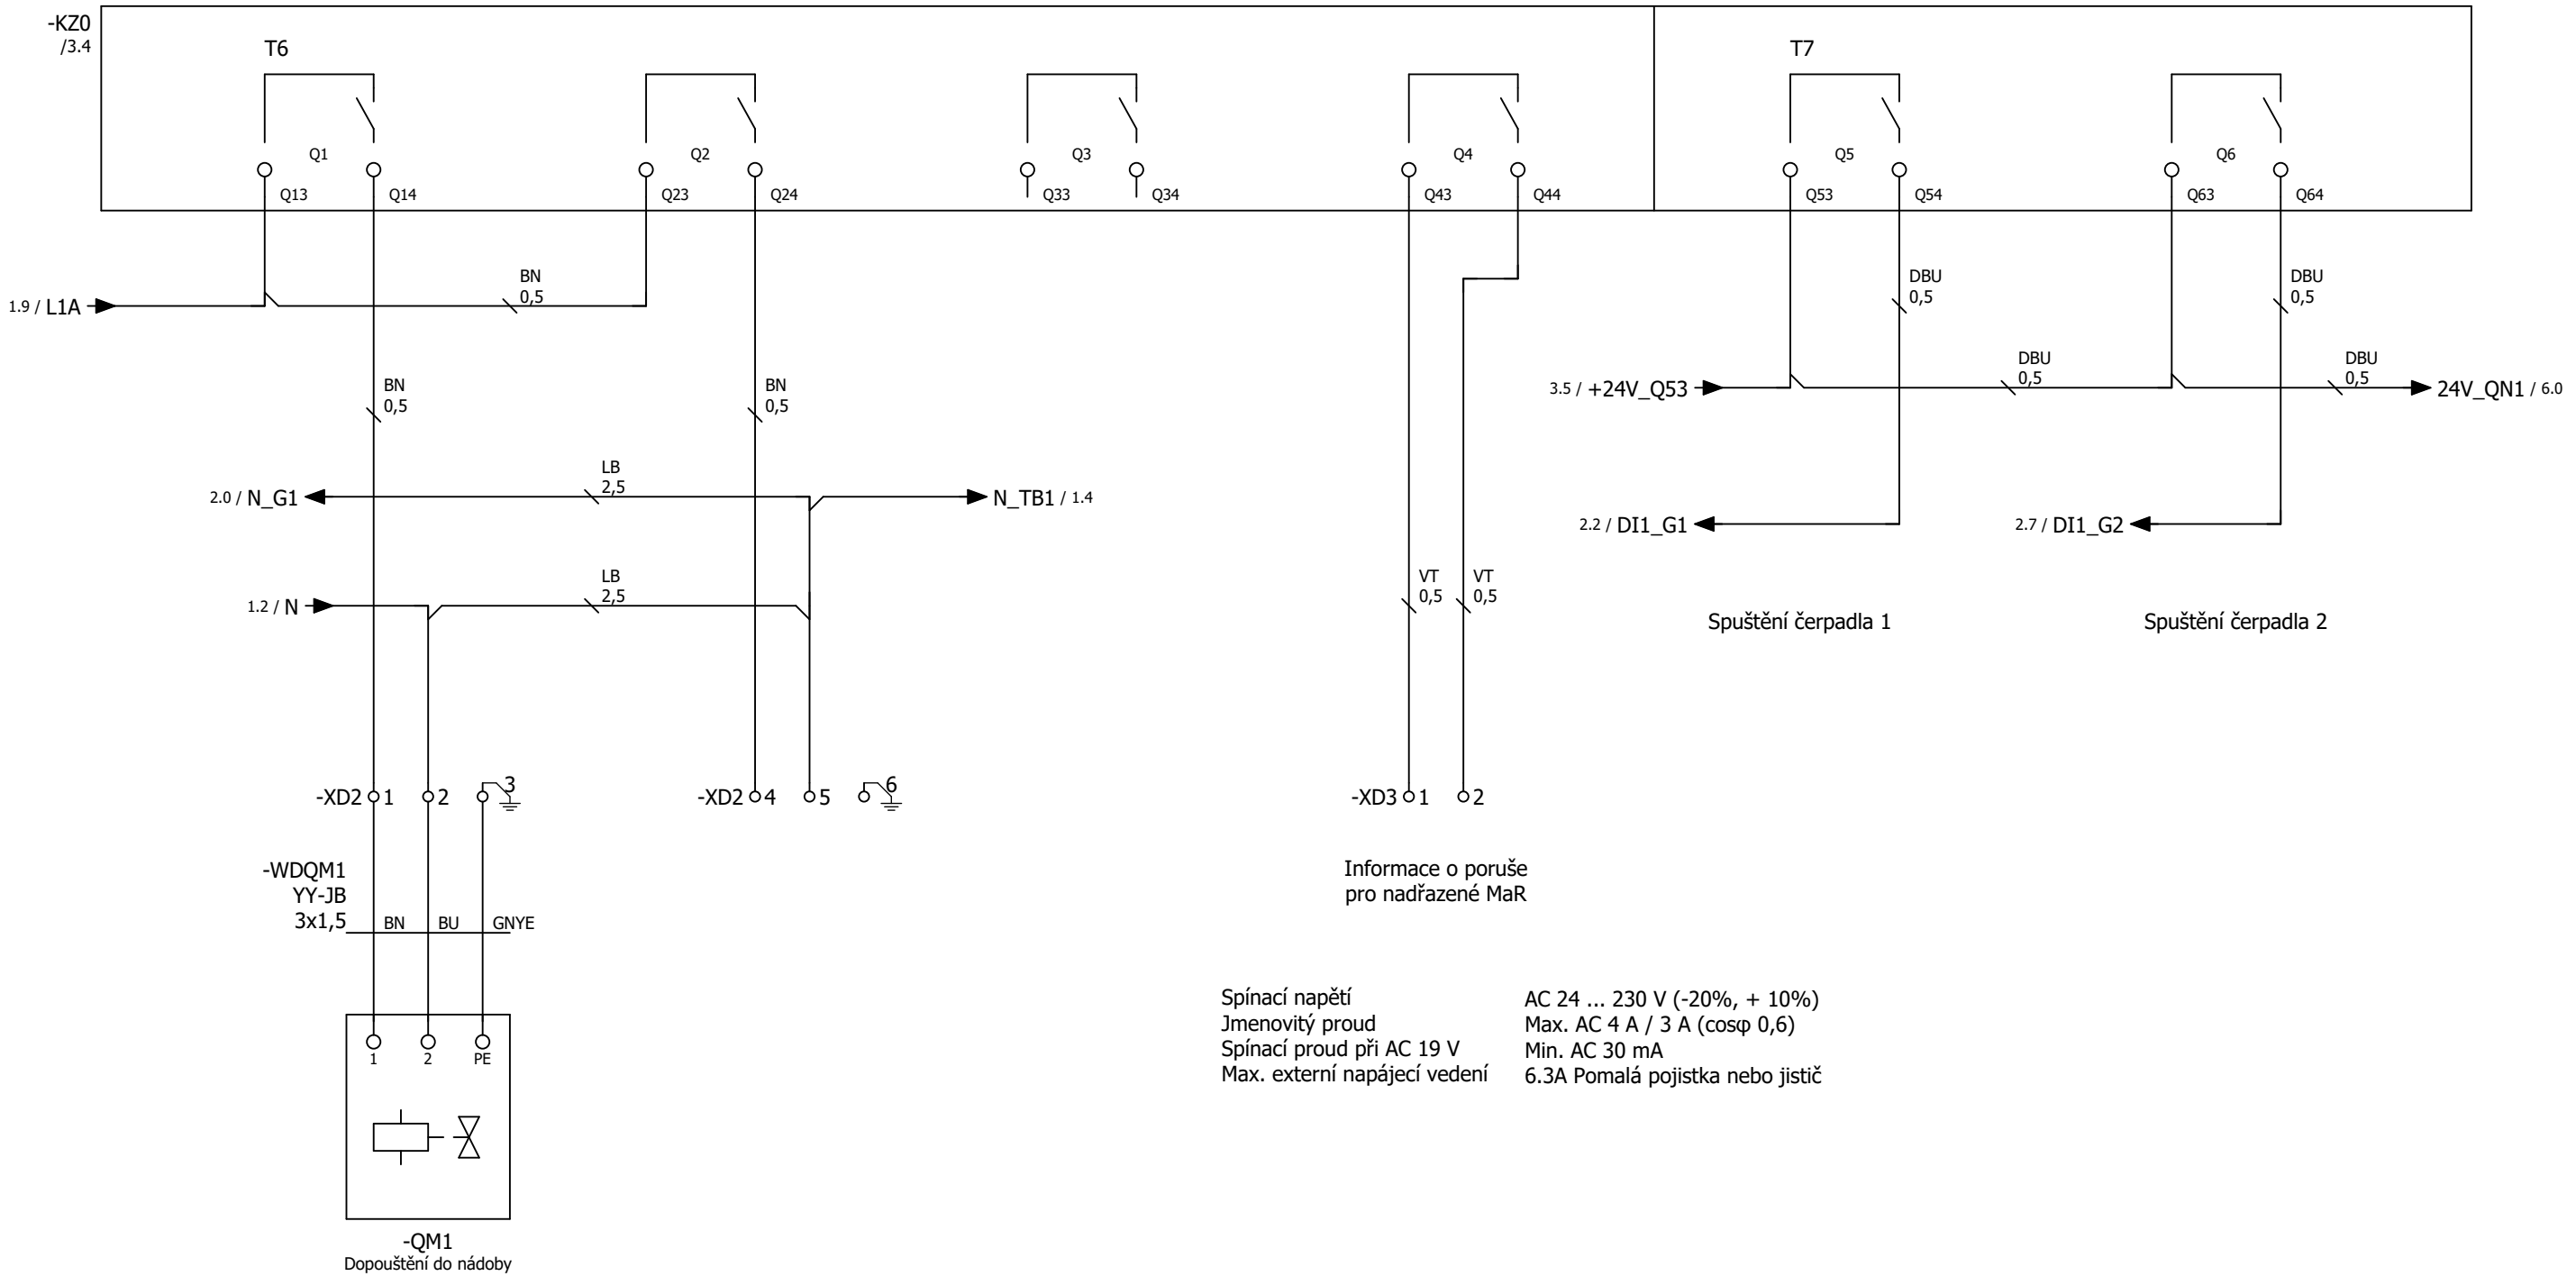 -KZ0
/3.4
T6
T7
Q1
Q2
Q3
Q4
Q5
Q6
Q13
Q14
Q23
Q24
Q33
Q34
Q43
Q44
Q53
Q54
Q63
Q64
BN
0,5
DBU
0,5
DBU
0,5
1.9 / L1A
BN
0,5
BN
0,5
3.5 / +24V_Q53
DBU
0,5
DBU
0,5
24V_QN1 / 6.0
2.0 / N_G1
LB
2,5
N_TB1 / 1.4
2.2 / DI1_G1
2.7 / DI1_G2
1.2 / N
LB
2,5
VT
0,5
VT
0,5
Spuštění čerpadla 1
Spuštění čerpadla 2
-XD2 1
2
3
-XD2 4
5
6
-XD3 1
2
-WDQM1
YY-JB
3x1,5
BN
BU
GNYE
Informace o poruše
pro nadřazené MaR
1
2
PE
Spínací napětí AC 24 ... 230 V (-20%, + 10%)
Jmenovitý proud Max. AC 4 A / 3 A (cosφ 0,6)
Spínací proud při AC 19 V Min. AC 30 mA
Max. externí napájecí vedení 6.3A Pomalá pojistka nebo jistič
-QM1
Dopouštění do nádoby